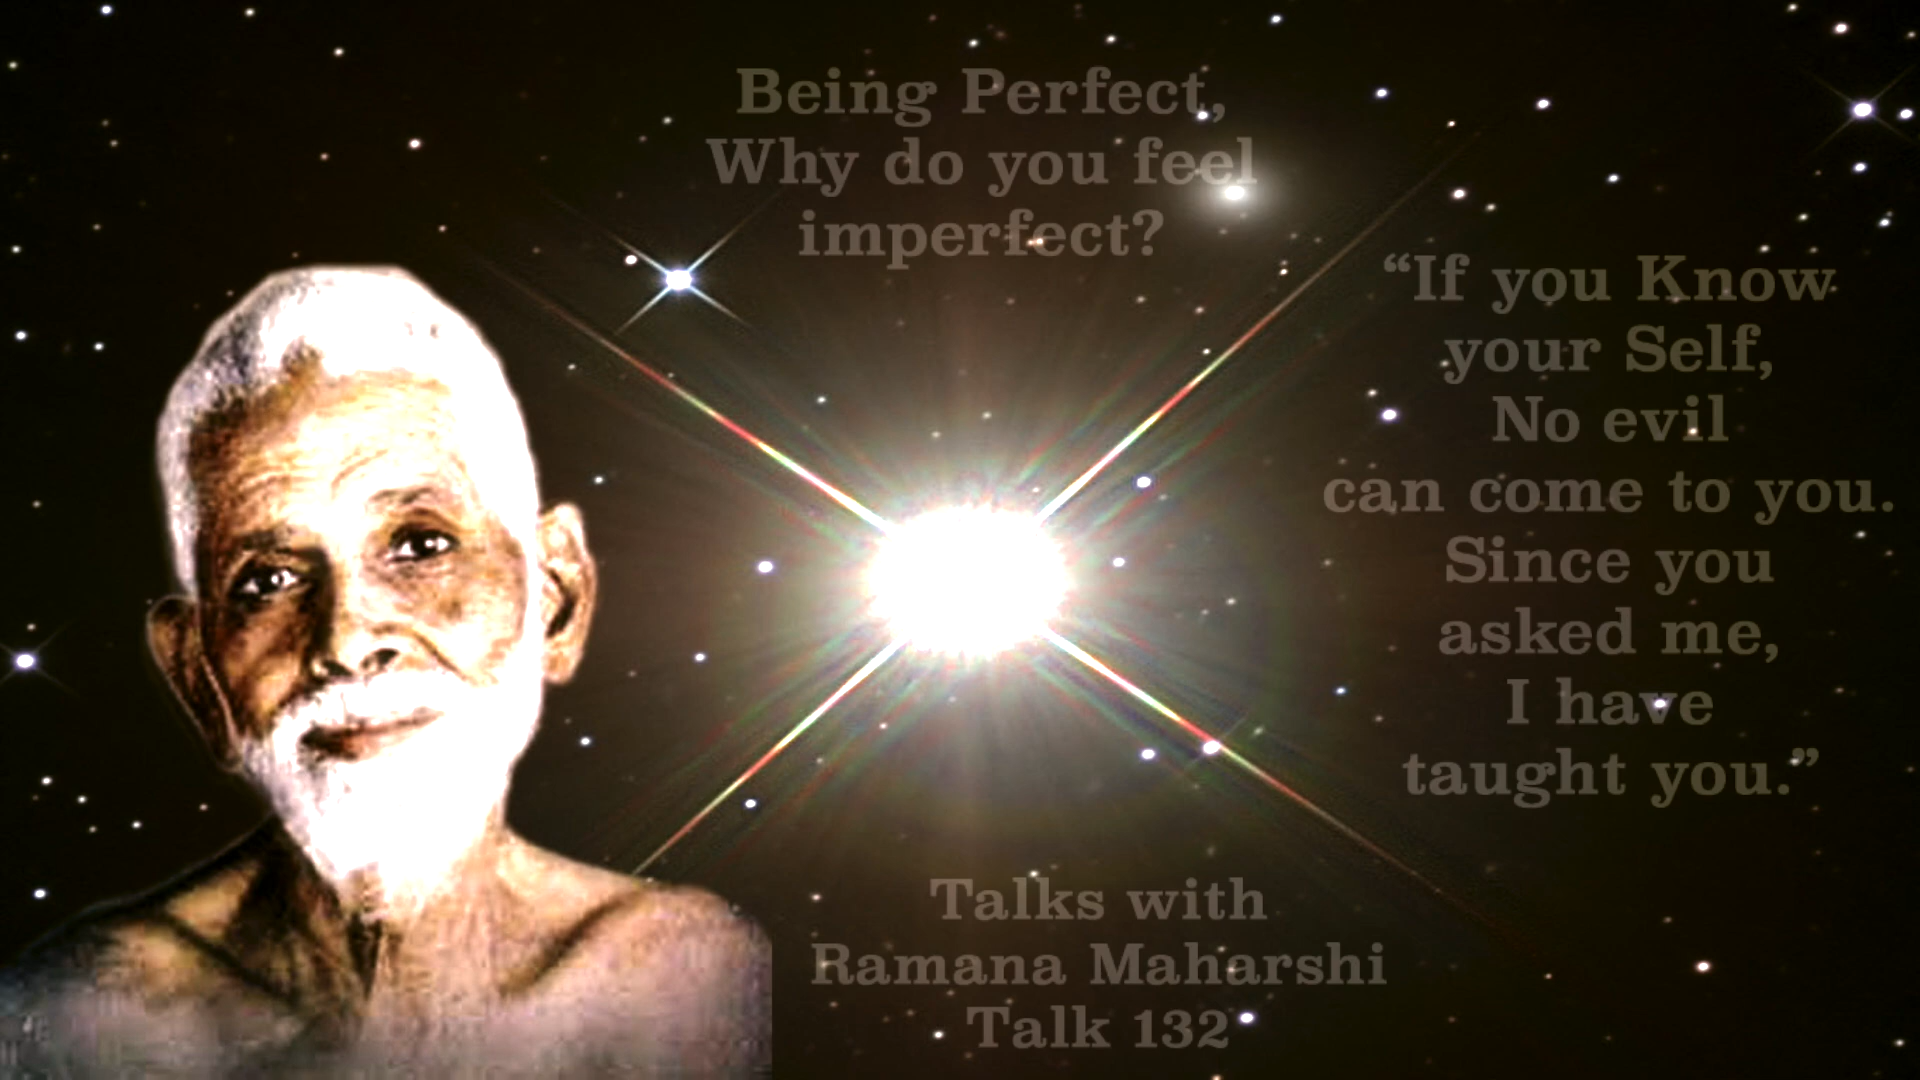 Being Perfect,
Why do you feel
imperfect?
“If you Know
your Self,
No evil
can come to you.
Since you
asked me,
I have
taught you.”
Talks with
Ramana Maharshi
Talk 132